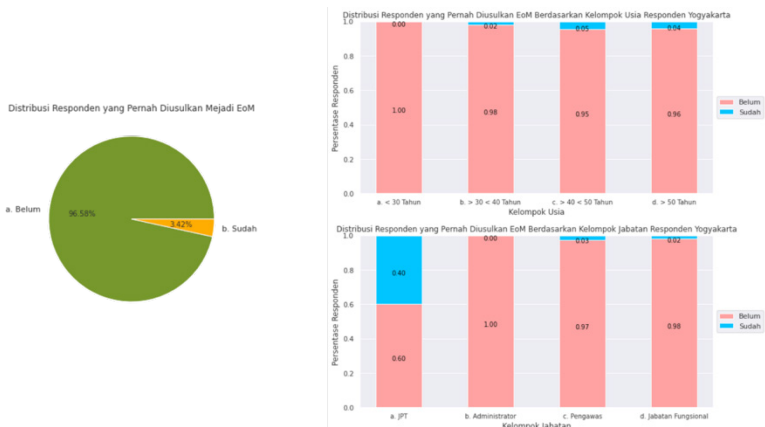 Distribusi Responden yang Pernah Diusulkan Mejadi EoM
a. Belum
96.58%
3.42%
b. Sudah
Distribusi Responden yang Pernah Diusulkan EoM Berdasarkan Kelompok Usia Responden Yogyakarta
Persentase Responden
1.0
0.8
0.6
0.4
0.2
0.0
0.00
0.02
0.05
0.04
1.00
0.98
0.95
0.96
a. < 30 Tahun
b. > 30 < 40 Tahun
c. > 40 < 50 Tahun
d. > 50 Tahun
Kelompok Usia
Belum
Sudah
Distribusi Responden yang Pernah Diusulkan EoM Berdasarkan Kelompok Jabatan Responden Yogyakarta
Persentase Responden
1.0
0.8
0.6
0.4
0.2
0.0
0.40
0.00
0.03
0.02
0.60
1.00
0.97
0.98
a. JPT
b. Administrator
c. Pengawas
d. Jabatan Fungsional
Kelompok Jabatan
Belum
Sudah